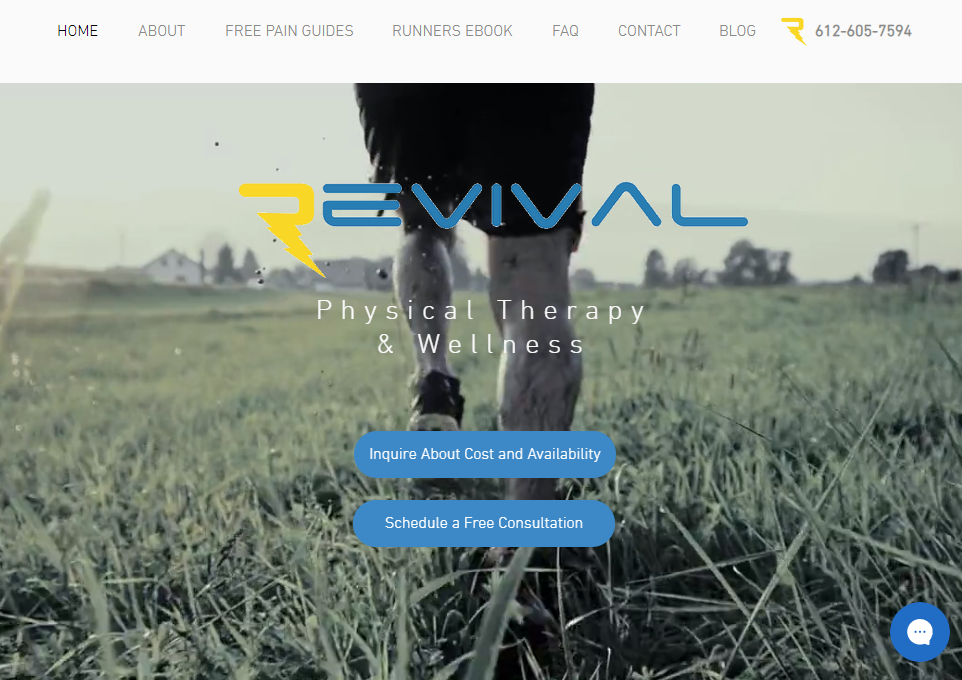 HOME ABOUT FREE PAIN GUIDES RUNNERS EBOOK FAQ CONTACT BLOG 612-605-7594
REVIVAL
Physical Therapy
& Wellness
Inquire About Cost and Availability
Schedule a Free Consultation